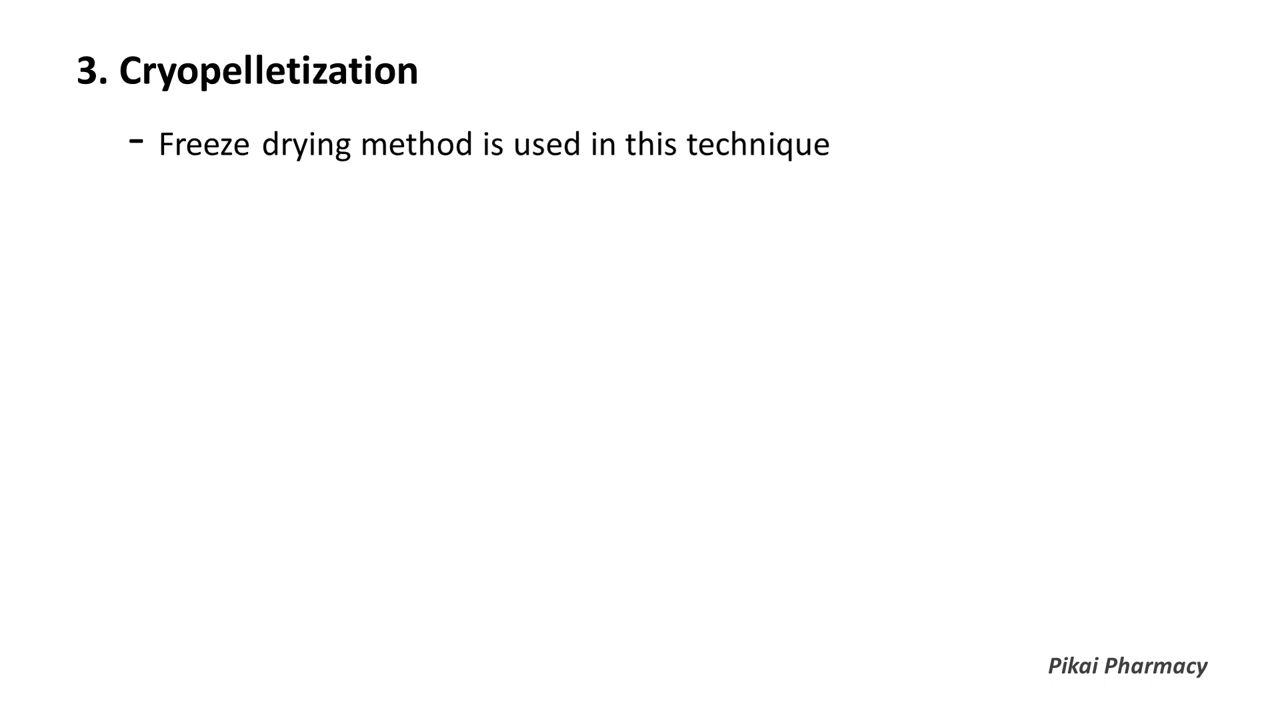 3. Cryopelletization
- Freeze drying method is used in this technique
Pikai Pharmacy